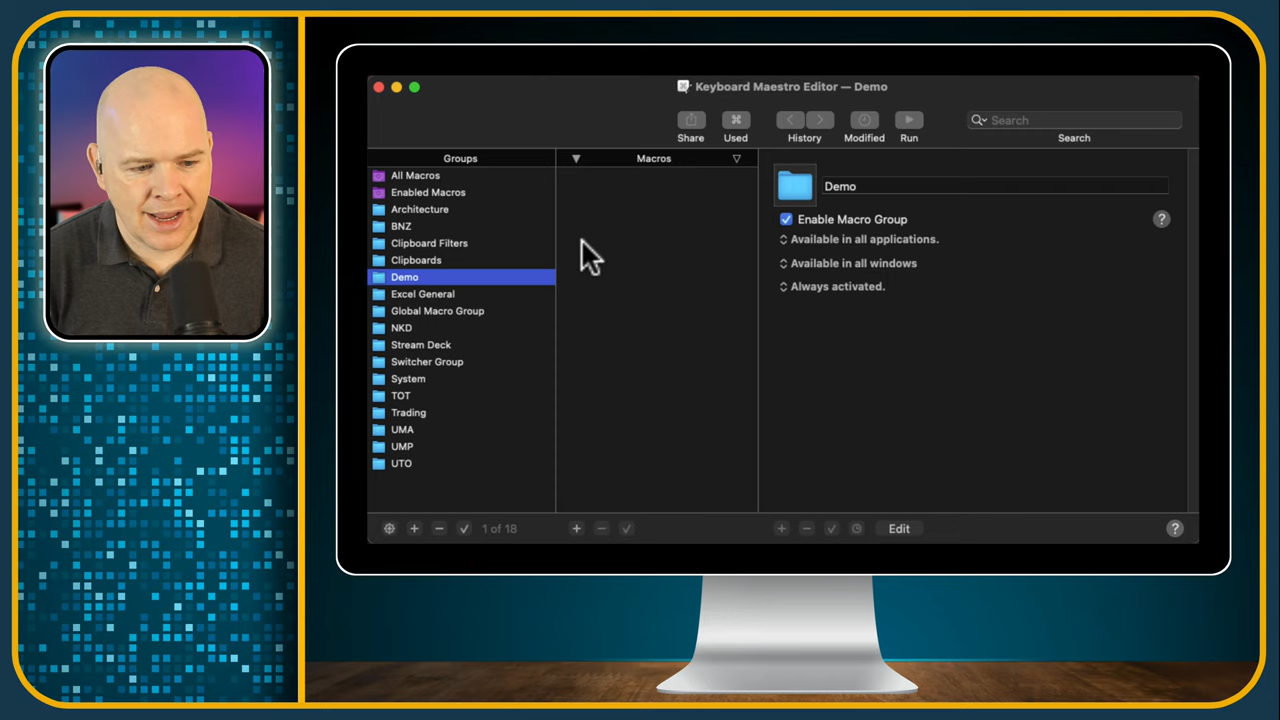 Keyboard Maestro Editor — Demo
Share
Used
History
Modified
Run
Search
Search
Groups
Macros
All Macros
Enabled Macros
Architecture
BNZ
Clipboard Filters
Clipboards
Demo
Excel General
Global Macro Group
NKD
Stream Deck
Switcher Group
System
TOT
Trading
UMA
UMP
UTO
1 of 18
Demo
Enable Macro Group
?
Available in all applications.
Available in all windows
Always activated.
Edit
?